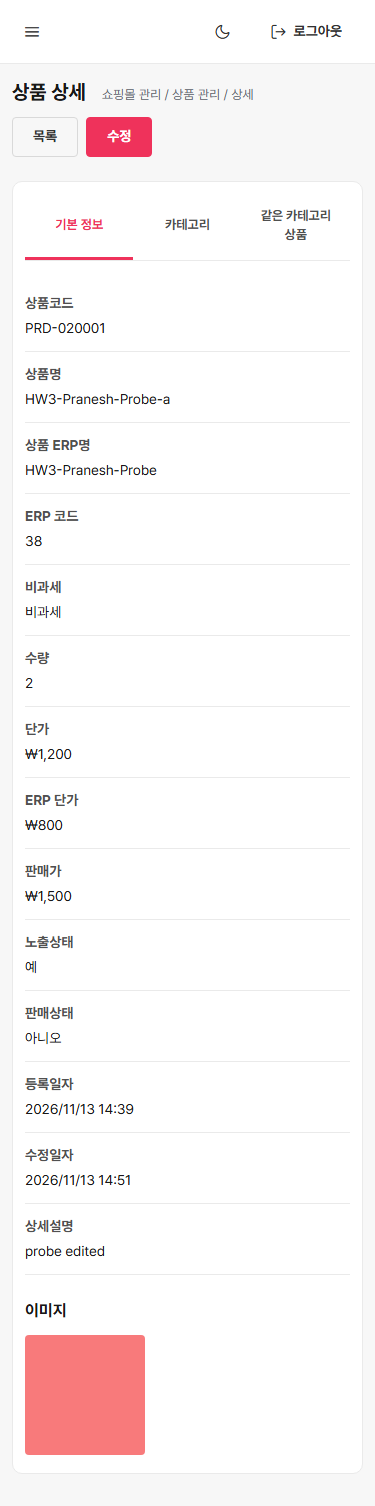 로그아웃
상품 상세
쇼핑몰 관리 / 상품 관리 / 상세
목록
수정
기본 정보
카테고리
같은 카테고리
상품
상품코드
PRD-020001
상품명
HW3-Pranesh-Probe-a
상품 ERP명
HW3-Pranesh-Probe
ERP 코드
38
비과세
비과세
수량
2
단가
₩1,200
ERP 단가
₩800
판매가
₩1,500
노출상태
예
판매상태
아니오
등록일자
2026/11/13 14:39
수정일자
2026/11/13 14:51
상세설명
probe edited
이미지